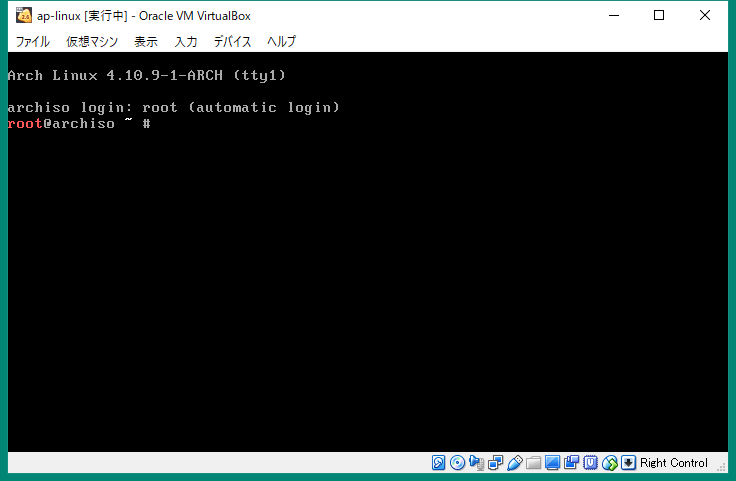 ap-linux [実行中] - Oracle VM VirtualBox
ファイル 仮想マシン 表示 入力 デバイス ヘルプ
Arch Linux 4.10.9-1-ARCH (tty1)
archiso login: root (automatic login)
root@archiso ~ #
Right Control